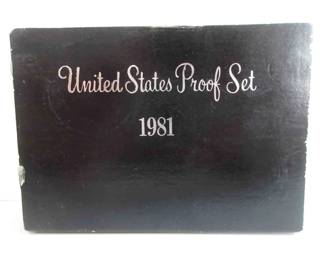 United States Proof Set
1981